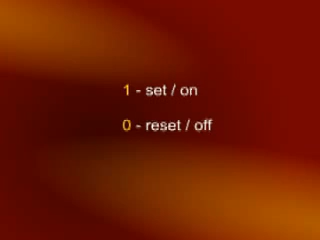 1 - set / on
0 - reset / off